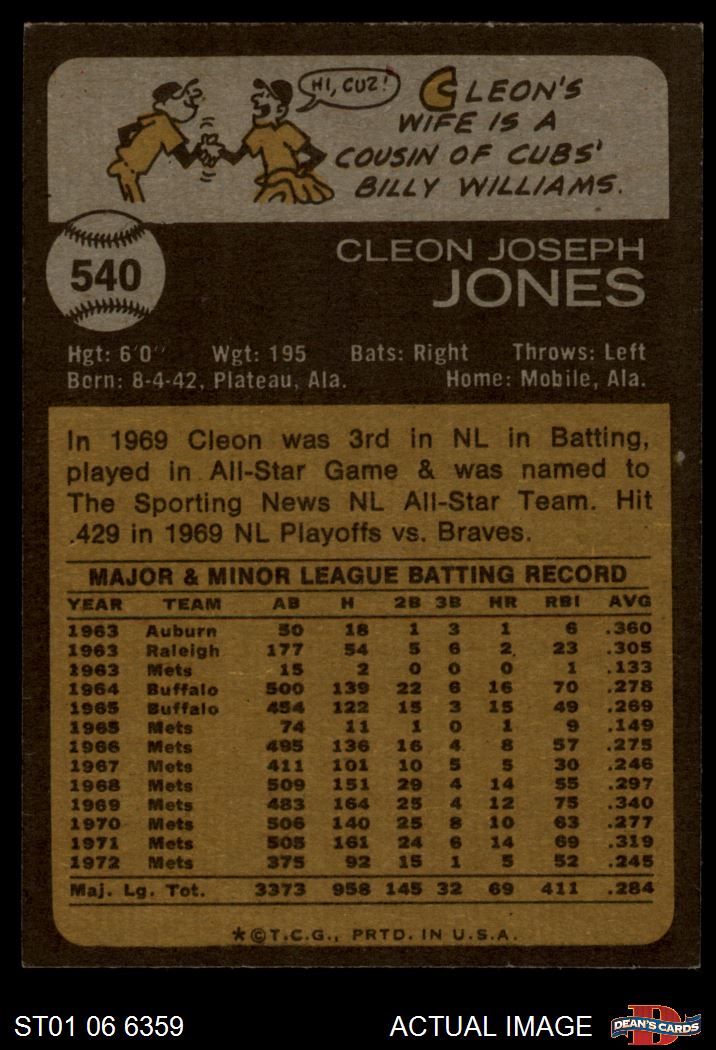 HI, CUZ!
CLEON'S
WIFE IS A
COUSIN OF CUBS'
BILLY WILLIAMS.
540
CLEON JOSEPH
JONES
Hgt: 6'0" Wgt: 195 Bats: Right Throws: Left
Born: 8-4-42, Plateau, Ala. Home: Mobile, Ala.
In 1969 Cleon was 3rd in NL in Batting,
played in All-Star Game & was named to
The Sporting News NL All-Star Team. Hit
.429 in 1969 NL Playoffs vs. Braves.
MAJOR & MINOR LEAGUE BATTING RECORD
YEAR TEAM AB H 2B 3B HR RBI AVG
1963 Auburn 50 18 1 3 1 6 .360
1963 Raleigh 177 54 5 6 2 23 .305
1963 Mets 15 2 0 0 0 1 .133
1964 Buffalo 500 139 22 6 16 70 .278
1965 Buffalo 454 122 15 3 15 49 .269
1965 Mets 74 11 1 0 1 9 .149
1966 Mets 495 136 16 4 8 57 .275
1967 Mets 411 101 10 5 5 30 .246
1968 Mets 509 151 29 4 14 55 .297
1969 Mets 483 164 25 4 12 75 .340
1970 Mets 506 140 25 8 10 63 .277
1971 Mets 505 161 24 6 14 69 .319
1972 Mets 375 92 15 1 5 52 .245
Maj. Lg. Tot. 3373 958 145 32 69 411 .284
*©T.C.G., PRTD. IN U.S.A.
ST01 06 6359 ACTUAL IMAGE DEAN'S CARDS